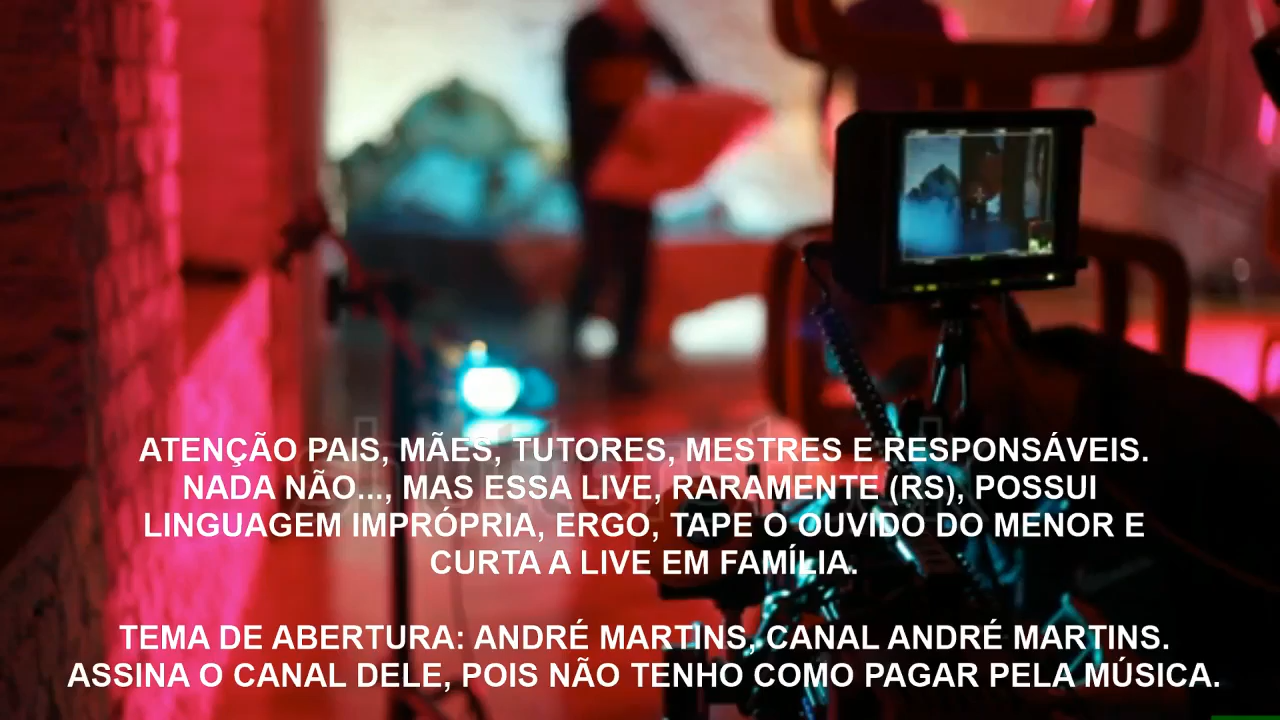 ATENÇÃO PAIS, MÃES, TUTORES, MESTRES E RESPONSÁVEIS.
NADA NÃO..., MAS ESSA LIVE, RARAMENTE (RS), POSSUI
LINGUAGEM IMPRÓPRIA, ERGO, TAPE O OUVIDO DO MENOR E
CURTA A LIVE EM FAMÍLIA.
TEMA DE ABERTURA: ANDRÉ MARTINS, CANAL ANDRÉ MARTINS.
ASSINA O CANAL DELE, POIS NÃO TENHO COMO PAGAR PELA MÚSICA.